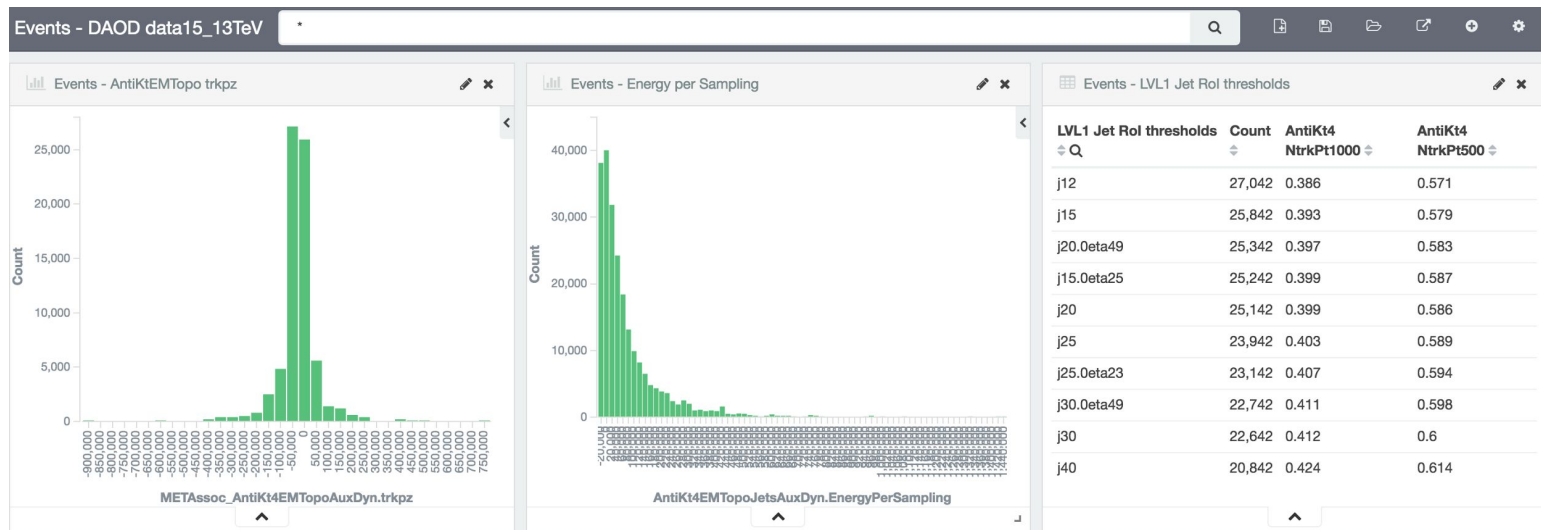 Events - DAOD data15_13TeV
*
Events - AntiKtEMTopo trkpz
Count
25,000
20,000
15,000
10,000
5,000
0
-900,000
-850,000
-800,000
-750,000
-700,000
-650,000
-600,000
-550,000
-500,000
-450,000
-400,000
-350,000
-300,000
-250,000
-200,000
-150,000
-100,000
-50,000
0
50,000
100,000
150,000
200,000
250,000
300,000
350,000
400,000
450,000
500,000
550,000
600,000
650,000
700,000
750,000
METAssoc_AntiKt4EMTopoAuxDyn.trkpz
Events - Energy per Sampling
Count
40,000
30,000
20,000
10,000
0
-20,000
1,440,000
AntiKt4EMTopoJetsAuxDyn.EnergyPerSampling
Events - LVL1 Jet RoI thresholds
LVL1 Jet RoI thresholds Count AntiKt4 NtrkPt1000 AntiKt4 NtrkPt500
j12 27,042 0.386 0.571
j15 25,842 0.393 0.579
j20.0eta49 25,342 0.397 0.583
j15.0eta25 25,242 0.399 0.587
j20 25,142 0.399 0.586
j25 23,942 0.403 0.589
j25.0eta23 23,142 0.407 0.594
j30.0eta49 22,742 0.411 0.598
j30 22,642 0.412 0.6
j40 20,842 0.424 0.614